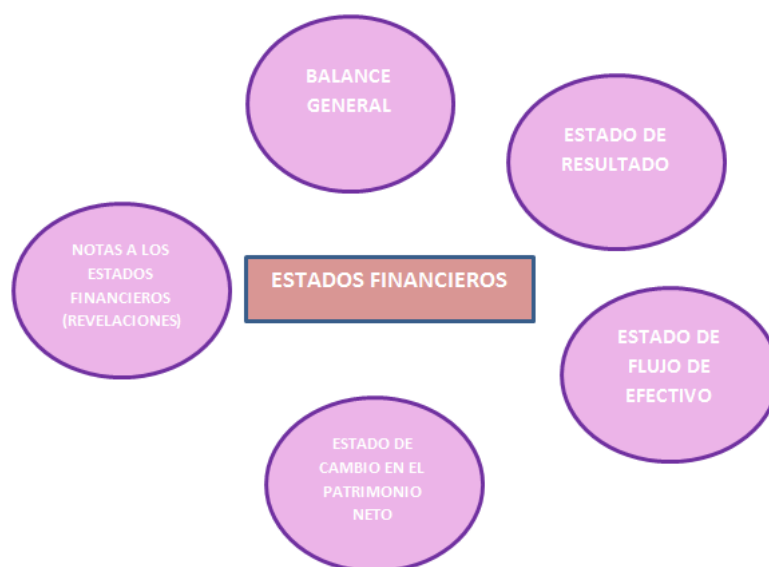 BALANCE
GENERAL
ESTADO DE
RESULTADO
NOTAS A LOS
ESTADOS
FINANCIEROS
(REVELACIONES)
ESTADOS FINANCIEROS
ESTADO DE
FLUJO DE
EFECTIVO
ESTADO DE
CAMBIO EN EL
PATRIMONIO
NETO